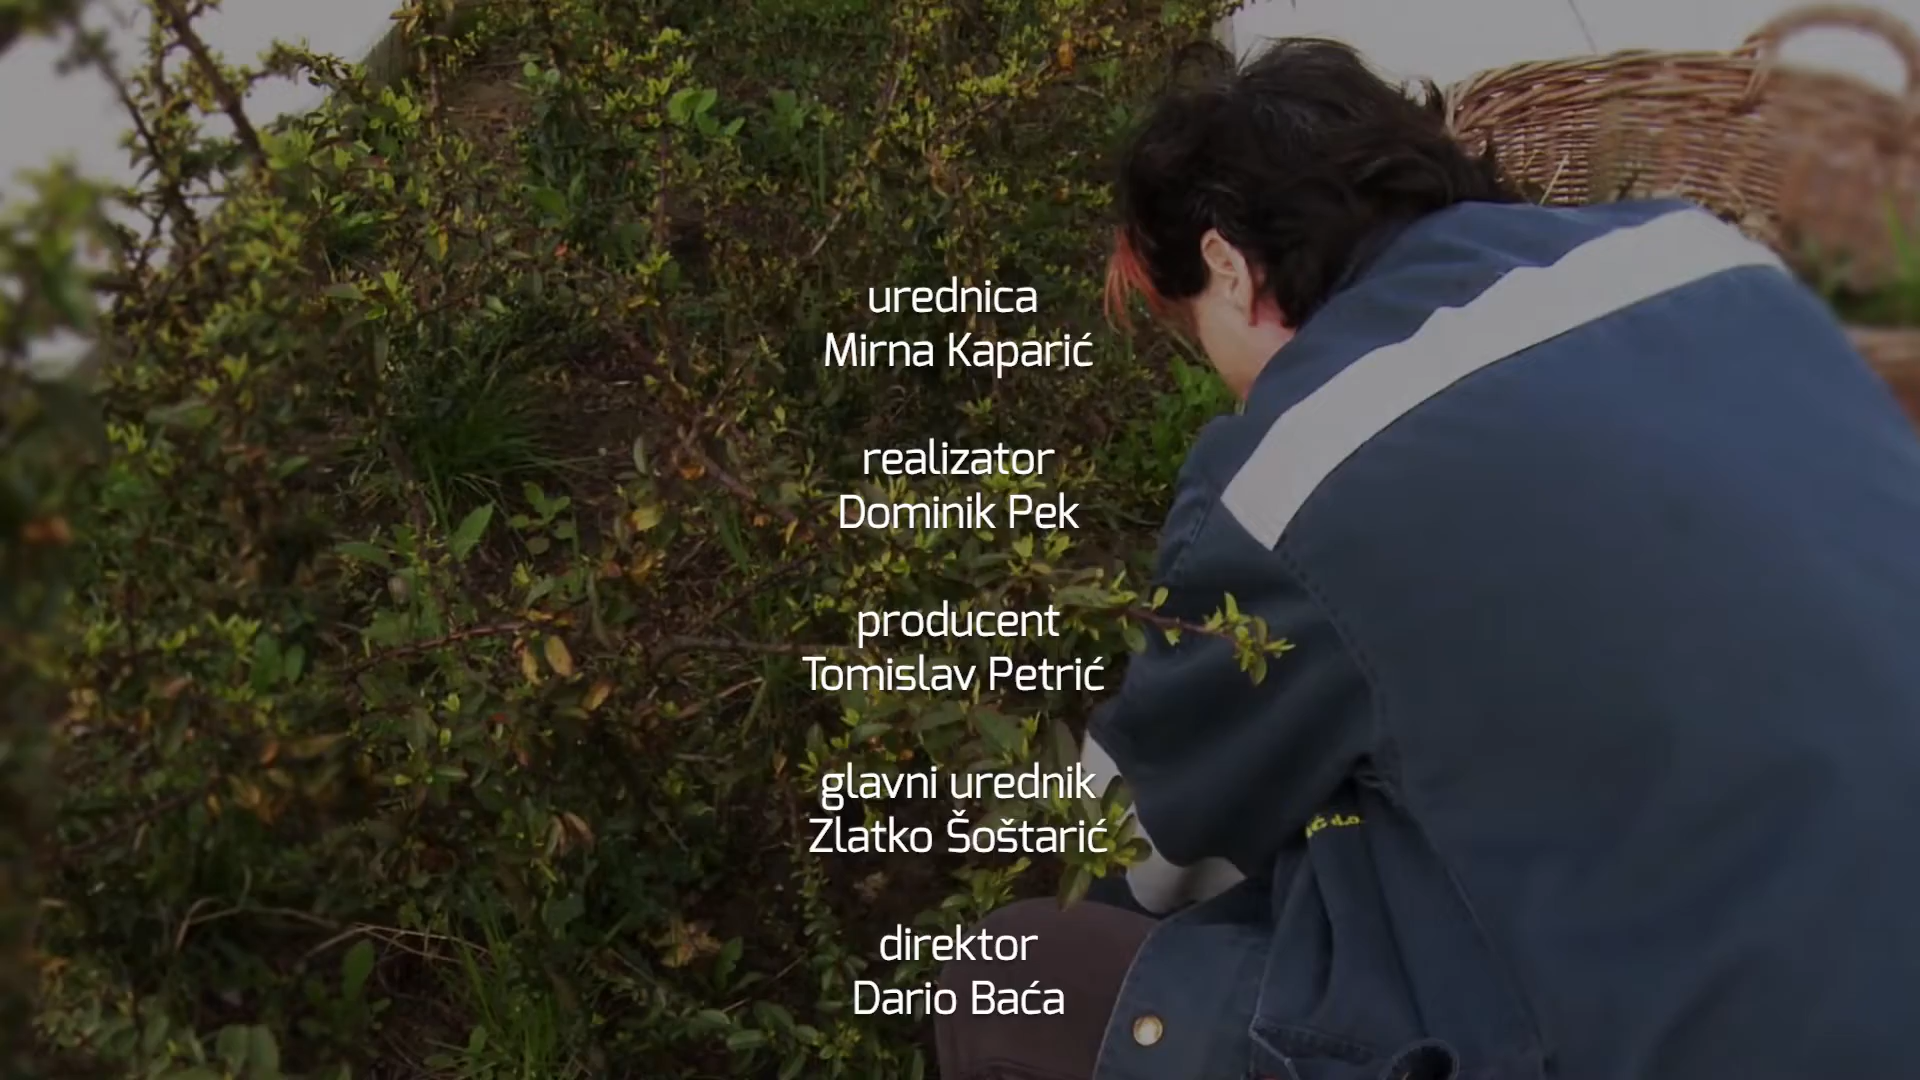 urednica
Mirna Kaparić
realizator
Dominik Pek
producent
Tomislav Petrić
glavni urednik
Zlatko Šoštarić
direktor
Dario Baća